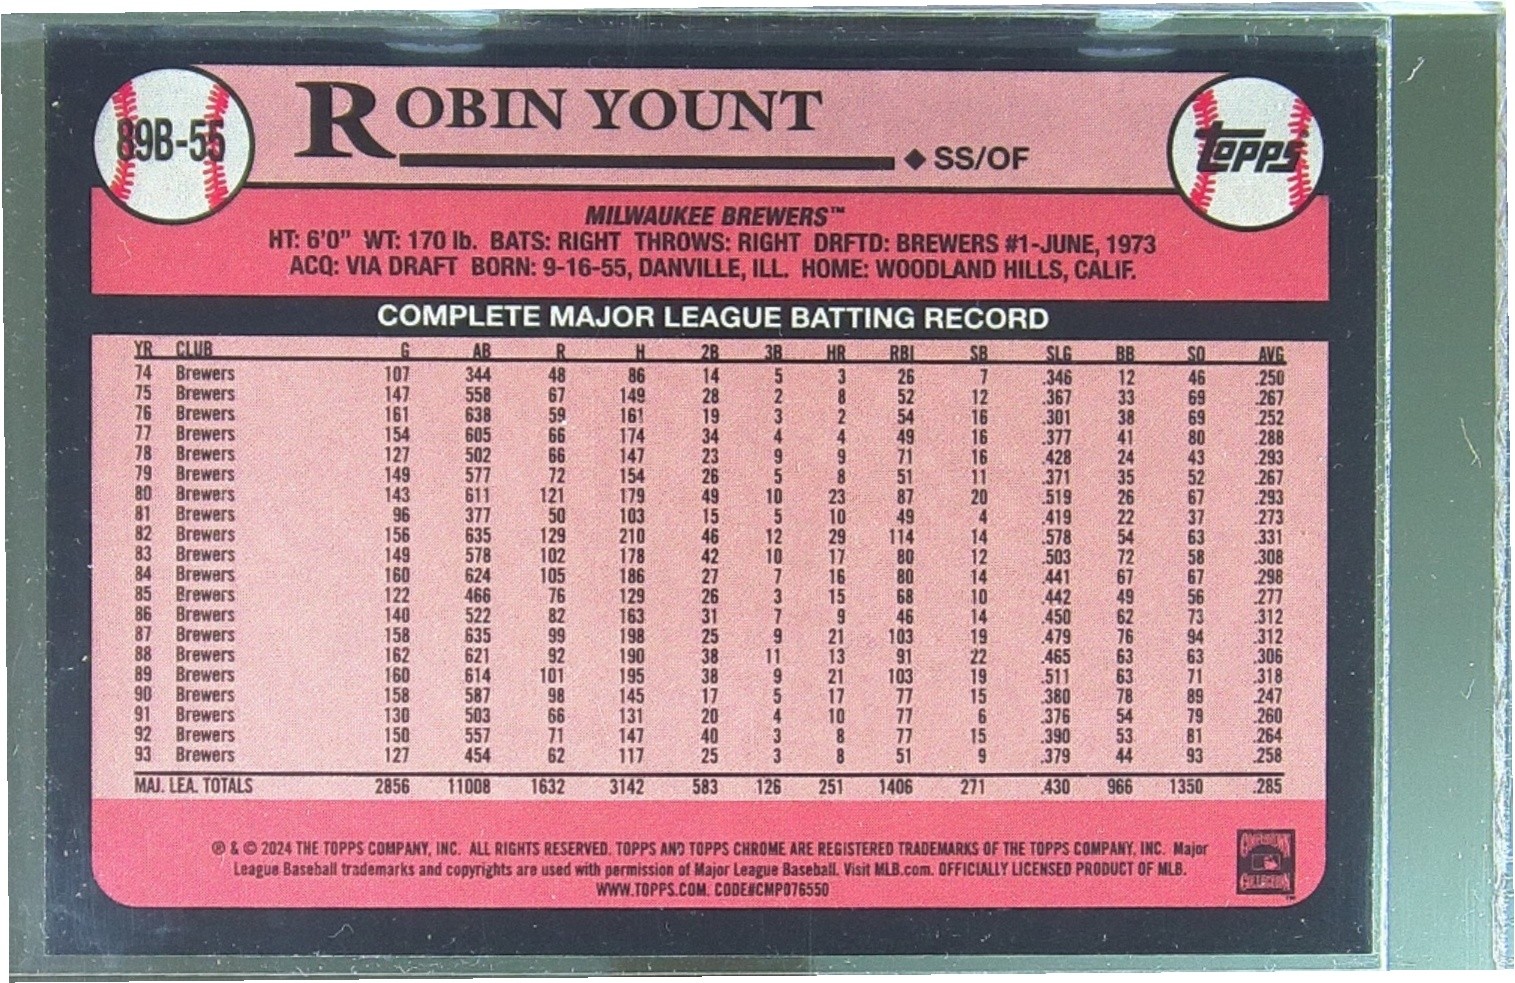 89B-55
ROBIN YOUNT
◆ SS/OF
topps
MILWAUKEE BREWERS™
HT: 6'0" WT: 170 lb. BATS: RIGHT THROWS: RIGHT DRFTD: BREWERS #1-JUNE, 1973
ACQ: VIA DRAFT BORN: 9-16-55, DANVILLE, ILL. HOME: WOODLAND HILLS, CALIF.
COMPLETE MAJOR LEAGUE BATTING RECORD
YR CLUB G AB R H 2B 3B HR RBI SB SLG BB SO AVG
74 Brewers 107 344 48 86 14 5 3 26 7 .346 12 46 .250
75 Brewers 147 558 67 149 28 2 8 52 12 .367 33 69 .267
76 Brewers 161 638 59 161 19 3 2 54 16 .301 38 69 .252
77 Brewers 154 605 66 174 34 4 4 49 16 .377 41 80 .288
78 Brewers 127 502 66 147 23 9 9 71 16 .428 24 43 .293
79 Brewers 149 577 72 154 26 5 8 51 11 .371 35 52 .267
80 Brewers 143 611 121 179 49 10 23 87 20 .519 26 67 .293
81 Brewers 96 377 50 103 15 5 10 49 4 .419 22 37 .273
82 Brewers 156 635 129 210 46 12 29 114 14 .578 54 63 .331
83 Brewers 149 578 102 178 42 10 17 80 12 .503 72 58 .308
84 Brewers 160 624 105 186 27 7 16 80 14 .441 67 67 .298
85 Brewers 122 466 76 129 26 3 15 68 10 .442 49 56 .277
86 Brewers 140 522 82 163 31 7 9 46 14 .450 62 73 .312
87 Brewers 158 635 99 198 25 9 21 103 19 .479 76 94 .312
88 Brewers 162 621 92 190 38 11 13 91 22 .465 63 63 .306
89 Brewers 160 614 101 195 38 9 21 103 19 .511 63 71 .318
90 Brewers 158 587 98 145 17 5 17 77 15 .380 78 89 .247
91 Brewers 130 503 66 131 20 4 10 77 6 .376 54 79 .260
92 Brewers 150 557 71 147 40 3 8 77 15 .390 53 81 .264
93 Brewers 127 454 62 117 25 3 8 51 9 .379 44 93 .258
MAJ. LEA. TOTALS 2856 11008 1632 3142 583 126 251 1406 271 .430 966 1350 .285
® & © 2024 THE TOPPS COMPANY, INC. ALL RIGHTS RESERVED. TOPPS AND TOPPS CHROME ARE REGISTERED TRADEMARKS OF THE TOPPS COMPANY, INC. Major
League Baseball trademarks and copyrights are used with permission of Major League Baseball. Visit MLB.com. OFFICIALLY LICENSED PRODUCT OF MLB.
WWW.TOPPS.COM. CODE#CMP076550
COOPERSTOWN
COLLECTION
™